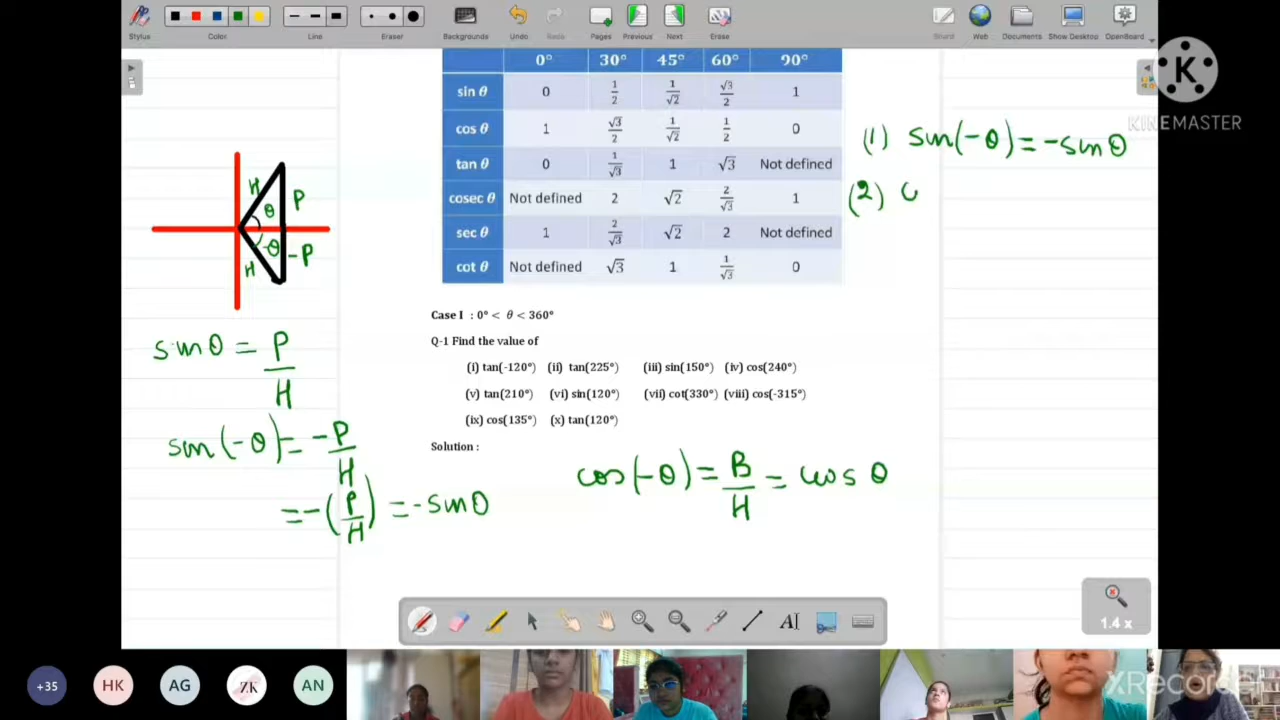 Stylus Color Line Eraser Backgrounds Undo Redo Pages Previous Next Erase Web Documents Show Desktop OpenBoard
K
KINEMASTER
0° 30° 45° 60° 90°
sin θ 0 1/2 1/√2 √3/2 1
cos θ 1 √3/2 1/√2 1/2 0
tan θ 0 1/√3 1 √3 Not defined
cosec θ Not defined 2 √2 2/√3 1
sec θ 1 2/√3 √2 2 Not defined
cot θ Not defined √3 1 1/√3 0
(1) sin(-θ)=-sinθ
(2) C
H θ P
H -θ -P
sinθ = P/H
sin(-θ)= -P/H
=-(P/H) =-sinθ
Case I : 0° < θ < 360°
Q-1 Find the value of
(i) tan(-120°) (ii) tan(225°) (iii) sin(150°) (iv) cos(240°)
(v) tan(210°) (vi) sin(120°) (vii) cot(330°) (viii) cos(-315°)
(ix) cos(135°) (x) tan(120°)
Solution :
cos(-θ) = B/H = cos θ
AI
1.4 x
+35 HK AG ZK AN
XRecorder